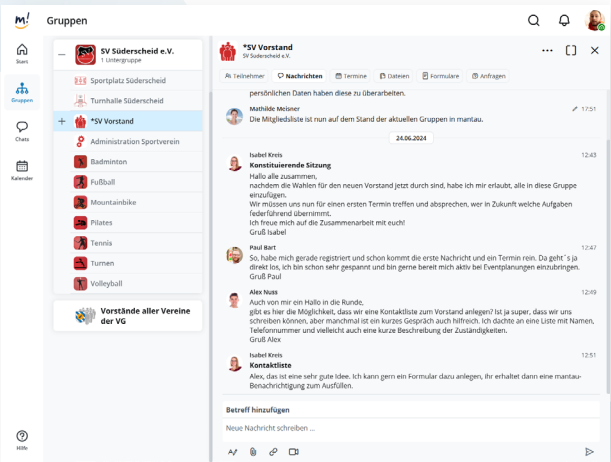 m!
Gruppen
Start
Gruppen
Chats
Kalender
Hilfe
SV Süderscheid e.V.
1 Untergruppe
Sportplatz Süderscheid
Turnhalle Süderscheid
*SV Vorstand
Administration Sportverein
Badminton
Fußball
Mountainbike
Pilates
Tennis
Turnen
Volleyball
Vorstände aller Vereine
der VG
*SV Vorstand
SV Süderscheid e.V.
Teilnehmer Nachrichten Termine Dateien Formulare Anfragen
persönlichen Daten haben diese zu überarbeiten.
Mathilde Meisner 17:51
Die Mitgliedsliste ist nun auf dem Stand der aktuellen Gruppen in mantau.
24.06.2024
Isabel Kreis 12:43
Konstituierende Sitzung
Hallo alle zusammen,
nachdem die Wahlen für den neuen Vorstand jetzt durch sind, habe ich mir erlaubt, alle in diese Gruppe
einzufügen.
Wir müssen uns nun für einen ersten Termin treffen und absprechen, wer in Zukunft welche Aufgaben
federführend übernimmt.
Ich freue mich auf die Zusammenarbeit mit euch!
Gruß Isabel
Paul Bart 12:47
So, habe mich gerade registriert und schon kommt die erste Nachricht und ein Termin rein. Da geht´s ja
direkt los, ich bin schon sehr gespannt und bin gerne bereit mich aktiv bei Eventplanungen einzubringen.
Gruß Paul
Alex Nuss 12:49
Auch von mir ein Hallo in die Runde,
gibt es hier die Möglichkeit, dass wir eine Kontaktliste zum Vorstand anlegen? Ist ja super, dass wir uns
schreiben können, aber manchmal ist ein kurzes Gespräch auch hilfreich. Ich dachte an eine Liste mit Namen,
Telefonnummer und vielleicht auch eine kurze Beschreibung der Zuständigkeiten.
Gruß Alex
Isabel Kreis 12:51
Kontaktliste
Alex, das ist eine sehr gute Idee. Ich kann gern ein Formular dazu anlegen, ihr erhaltet dann eine mantau-
Benachrichtigung zum Ausfüllen.
Betreff hinzufügen
Neue Nachricht schreiben ...